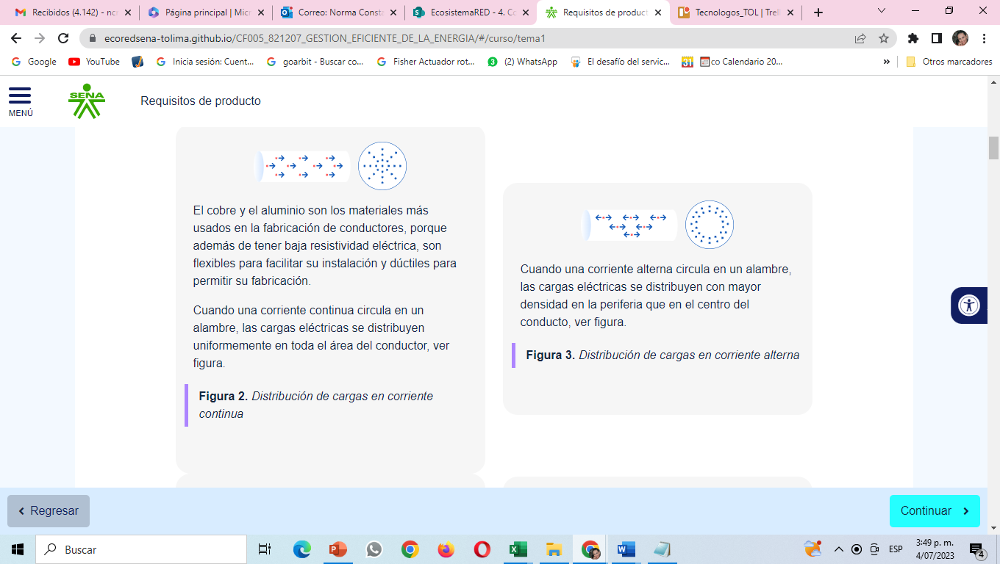 Recibidos (4.142) - ncr
Página principal | Micr
Correo: Norma Consta
EcosistemaRED - 4. Co
Requisitos de product
Tecnologos_TOL | Trell
ecoredsena-tolima.github.io/CF005_821207_GESTION_EFICIENTE_DE_LA_ENERGIA/#/curso/tema1
Google
YouTube
Inicia sesión: Cuent...
goarbit - Buscar co...
Fisher Actuador rot...
(2) WhatsApp
El desafío del servic...
31
co Calendario 20...
»
Otros marcadores
MENÚ
SENA
Requisitos de producto
El cobre y el aluminio son los materiales más
usados en la fabricación de conductores, porque
además de tener baja resistividad eléctrica, son
flexibles para facilitar su instalación y dúctiles para
permitir su fabricación.
Cuando una corriente continua circula en un
alambre, las cargas eléctricas se distribuyen
uniformemente en toda el área del conductor, ver
figura.
Figura 2. Distribución de cargas en corriente
continua
Cuando una corriente alterna circula en un alambre,
las cargas eléctricas se distribuyen con mayor
densidad en la periferia que en el centro del
conducto, ver figura.
Figura 3. Distribución de cargas en corriente alterna
Regresar
Continuar
Buscar
ESP
3:49 p. m.
4/07/2023
4